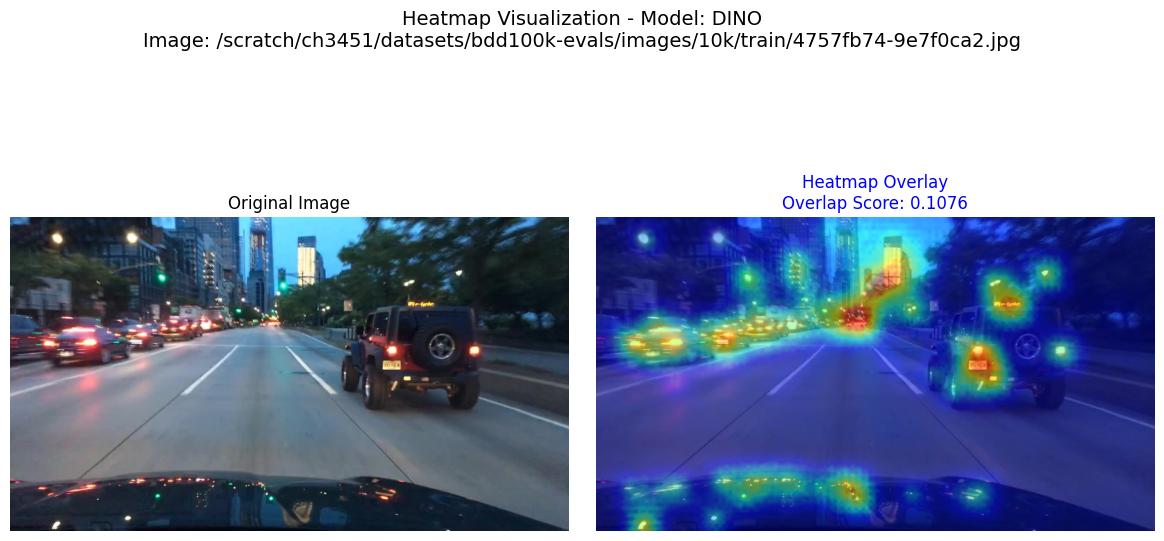 Heatmap Visualization - Model: DINO
Image: /scratch/ch3451/datasets/bdd100k-evals/images/10k/train/4757fb74-9e7f0ca2.jpg
Original Image
Heatmap Overlay
Overlap Score: 0.1076